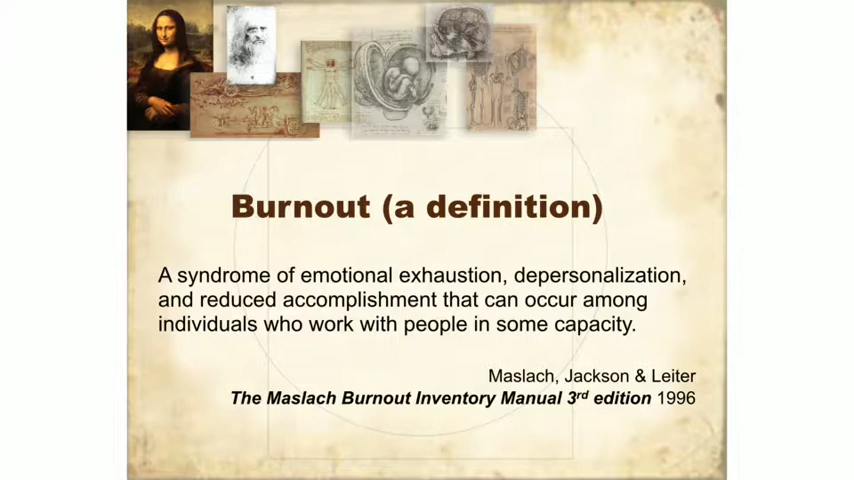 Burnout (a definition)
A syndrome of emotional exhaustion, depersonalization,
and reduced accomplishment that can occur among
individuals who work with people in some capacity.
Maslach, Jackson & Leiter
The Maslach Burnout Inventory Manual 3rd edition 1996